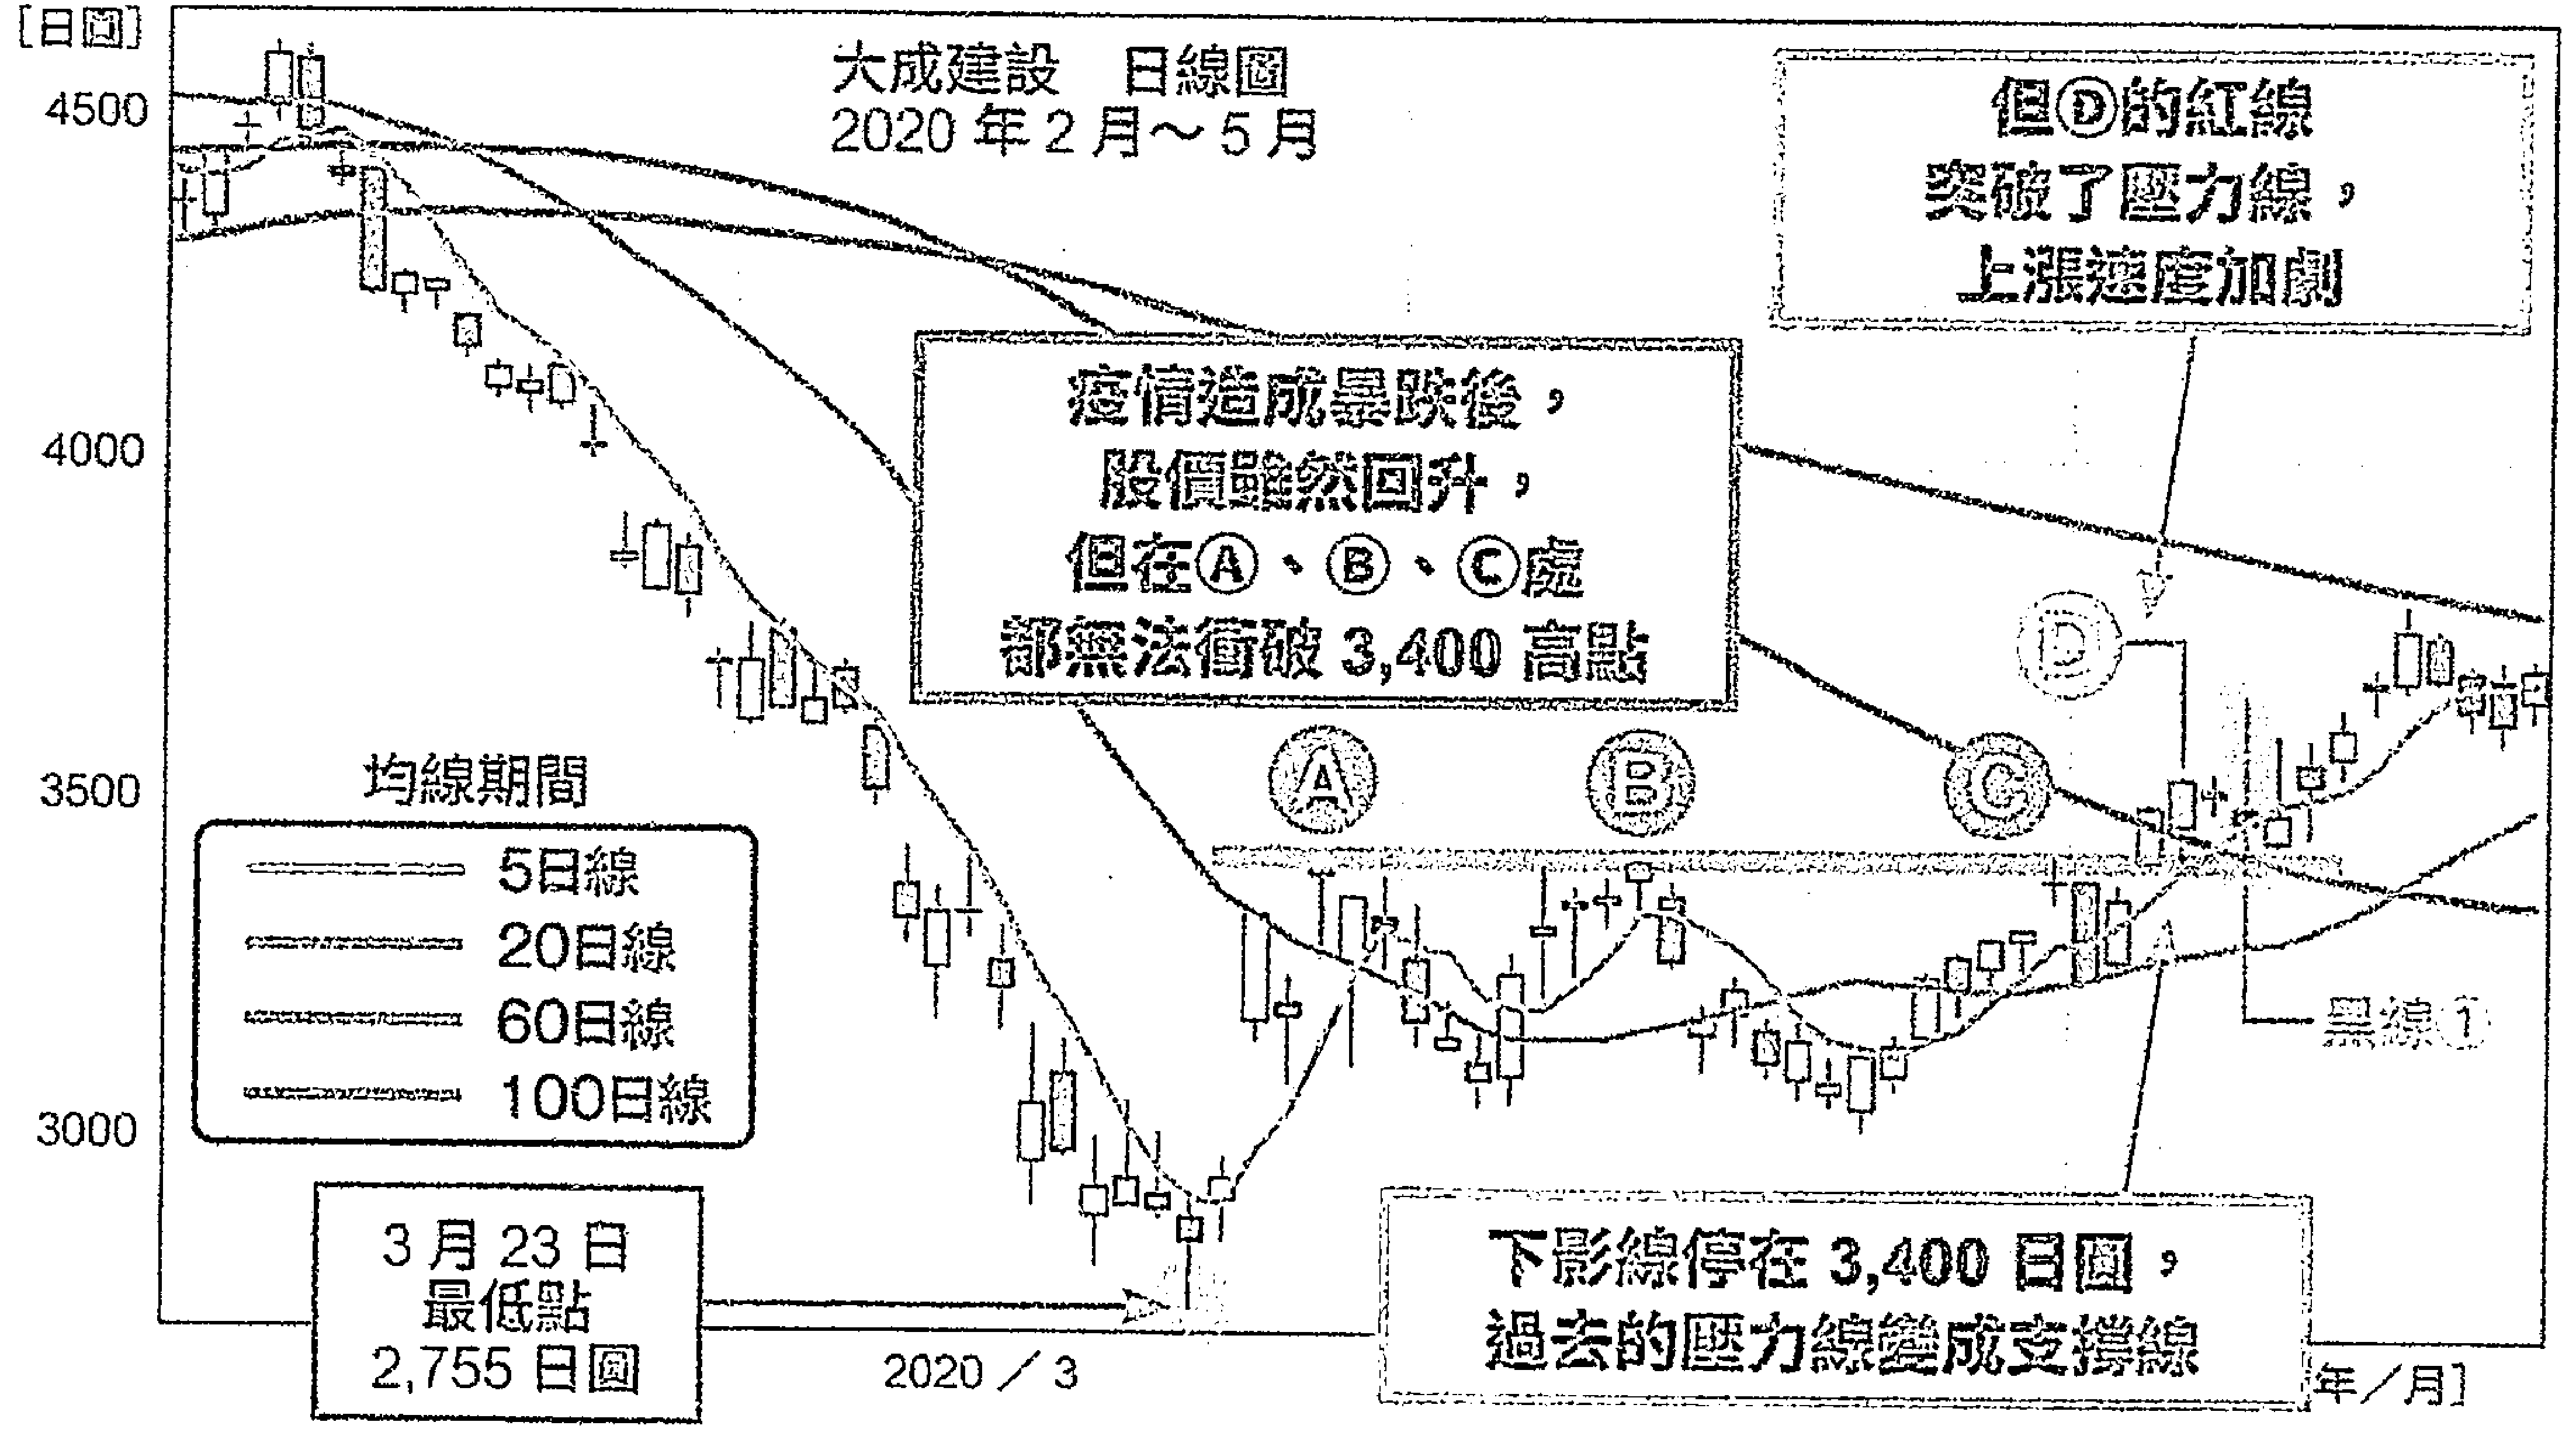 [日圓]
大成建設　日線圖
2020 年 2 月～5 月
4500
4000
3500
3000
但Ⓓ的紅線
突破了壓力線，
上漲速度加劇
疫情造成暴跌後，
股價雖然回升，
但在Ⓐ、Ⓑ、Ⓒ處
都無法衝破 3,400 高點
Ⓐ
Ⓑ
Ⓒ
Ⓓ
均線期間
5日線
20日線
60日線
100日線
黑線①
3 月 23 日
最低點
2,755 日圓
下影線停在 3,400 日圓，
過去的壓力線變成支撐線
2020／3
年／月]